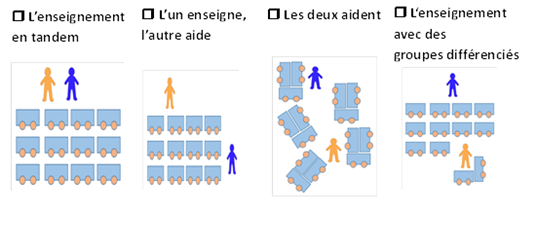 ❒ L'enseignement
en tandem
❒ L'un enseigne,
l'autre aide
❒ Les deux aident
❒ L'enseignement
avec des
groupes différenciés